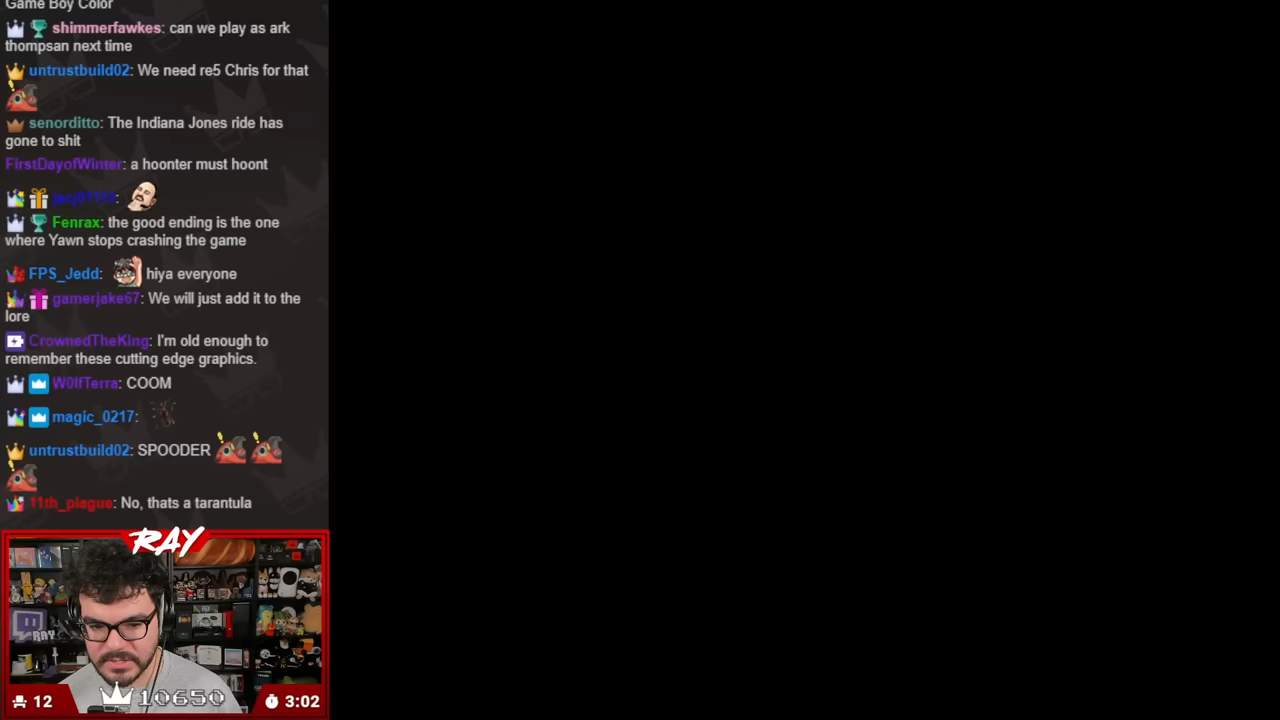 Game Boy Color
shimmerfawkes: can we play as ark
thompsan next time
untrustbuild02: We need re5 Chris for that
senorditto: The Indiana Jones ride has
gone to shit
FirstDayofWinter: a hoonter must hoont
jacj01110:
Fenrax: the good ending is the one
where Yawn stops crashing the game
FPS_Jedd: hiya everyone
gamerjake67: We will just add it to the
lore
CrownedTheKing: I'm old enough to
remember these cutting edge graphics.
W0lfTerra: COOM
magic_0217:
untrustbuild02: SPOODER
11th_plague: No, thats a tarantula
RAY
RAY
12
10650
3:02